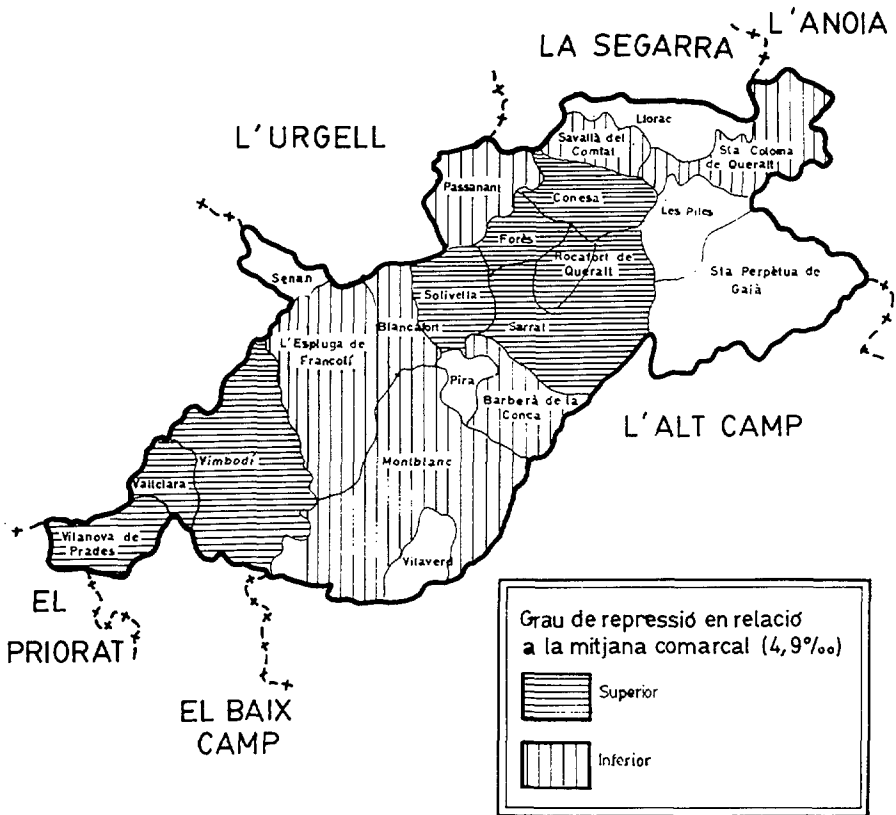 L'ANOIA
LA SEGARRA
L'URGELL
Llorac
Savallà del
Comtat
Sta Coloma
de Queralt
Passanant
Conesa
Les Piles
Forès
Rocafort de
Queralt
Sta Perpètua de
Gaià
Senan
Solivella
Blancafort
Sarral
L'Espluga de
Francolí
Pira
Barberà de la
Conca
L'ALT CAMP
Montblanc
Vimbodí
Vallclara
Vilanova de
Prades
Vilaverd
EL
PRIORAT
EL BAIX
CAMP
Grau de repressió en relació
a la mitjana comarcal (4,9‰)
Superior
Inferior